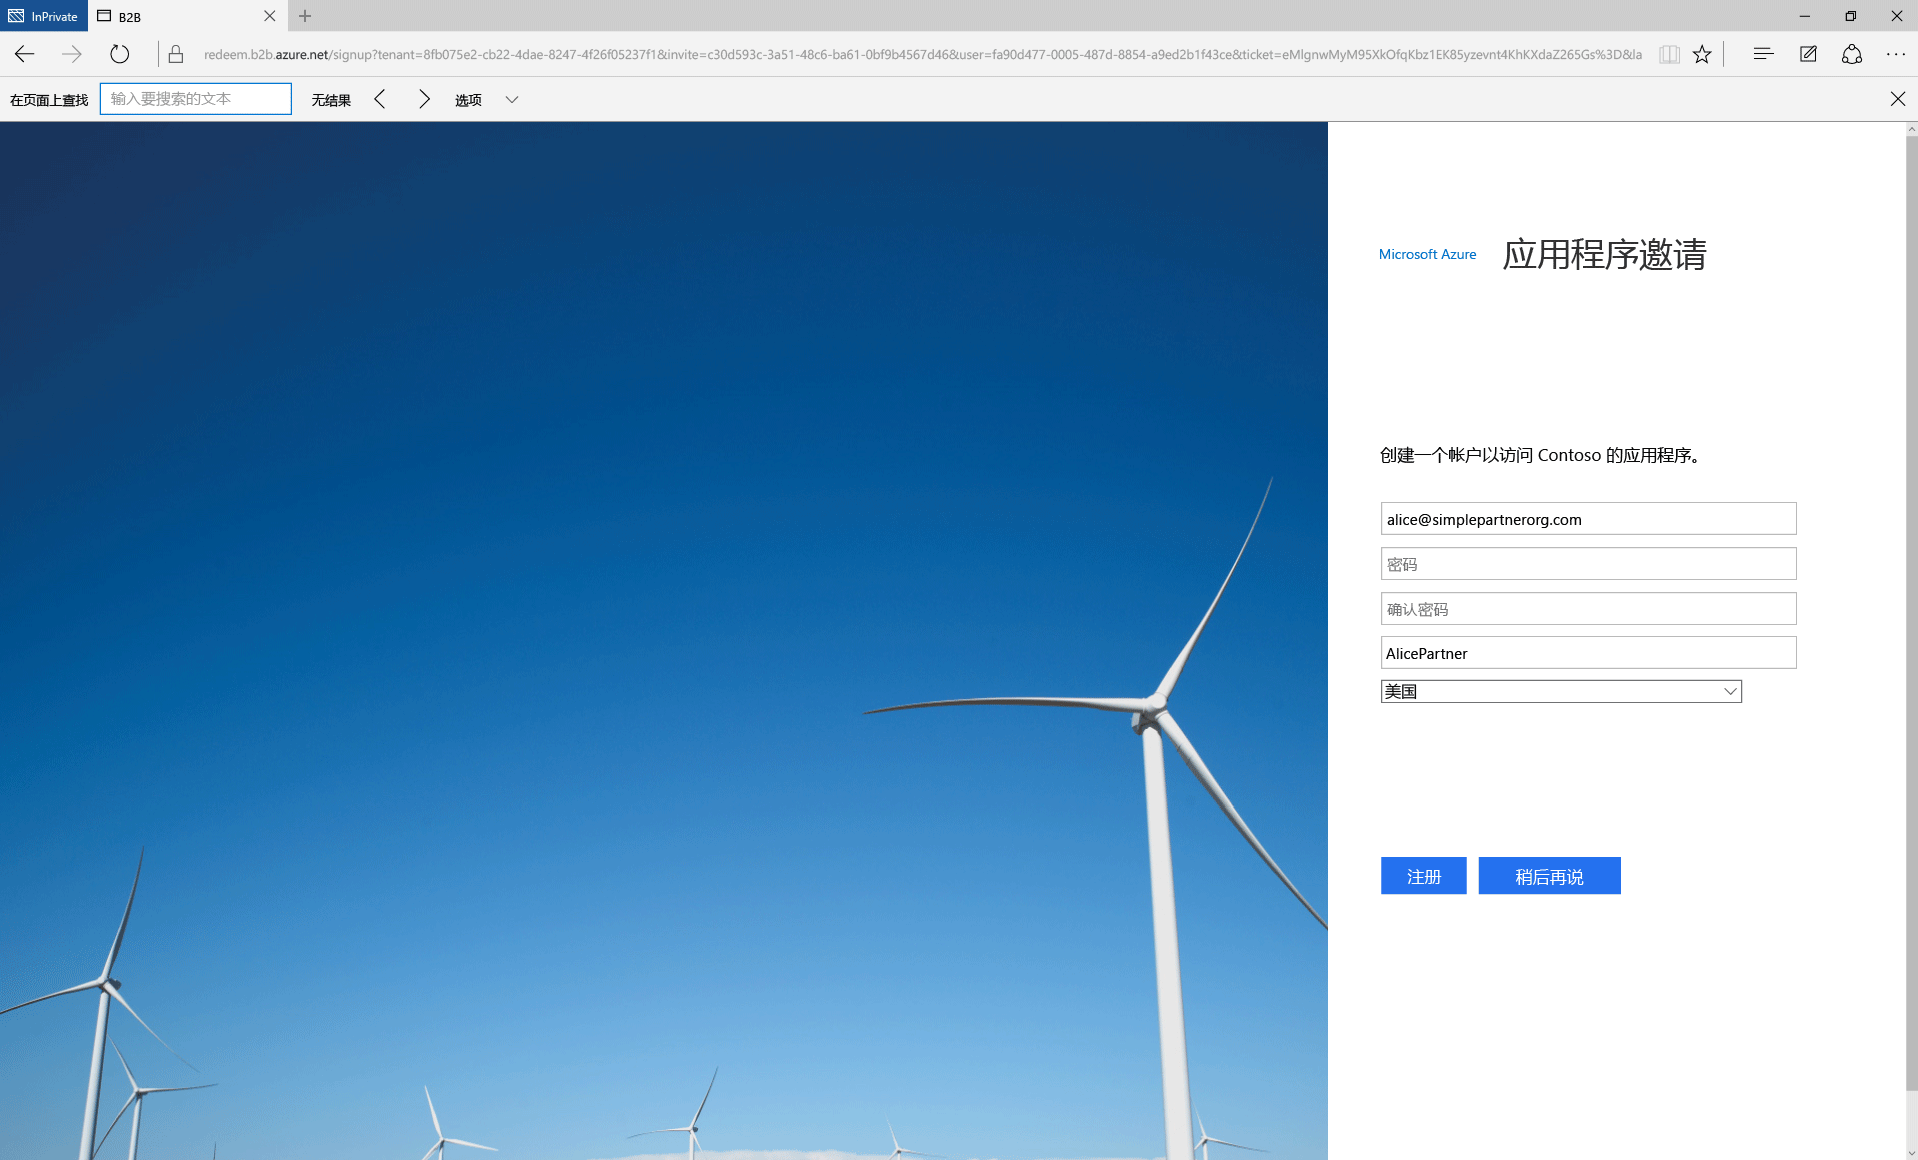 InPrivate
B2B
redeem.b2b.azure.net/signup?tenant=8fb075e2-cb22-4dae-8247-4f26f05237f1&invite=c30d593c-3a51-48c6-ba61-0bf9b4567d46&user=fa90d477-0005-487d-8854-a9ed2b1f43ce&ticket=eMlgnwMyM95XkOfqKbz1EK85yzevnt4KhKXdaZ265Gs%3D&la
在页面上查找 输入要搜索的文本 无结果 选项
Microsoft Azure 应用程序邀请
创建一个帐户以访问 Contoso 的应用程序。
alice@simplepartnerorg.com
密码
确认密码
AlicePartner
美国
注册 稍后再说